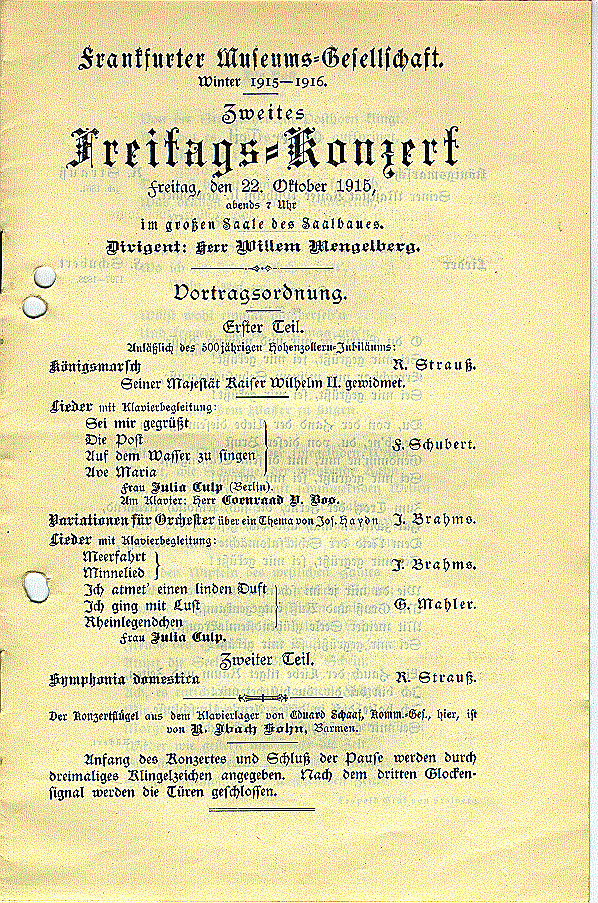 Frankfurter Museums-Gesellschaft.
Winter 1915—1916.
Zweites
Freitags-Konzert
Freitag, den 22. Oktober 1915,
abends 7 Uhr
im großen Saale des Saalbaues.
Dirigent: Herr Willem Mengelberg.
Vortragsordnung.
Erster Teil.
Anläßlich des 500jährigen Hohenzollern-Jubiläums:
Königsmarsch R. Strauß.
Seiner Majestät Kaiser Wilhelm II. gewidmet.
Lieder mit Klavierbegleitung:
Sei mir gegrüßt
Die Post
Auf dem Wasser zu singen
Ave Maria
F. Schubert.
Frau Julia Culp (Berlin).
Am Klavier: Herr Cornraad V. Bos.
Variationen für Orchester über ein Thema von Jos. Haydn J. Brahms.
Lieder mit Klavierbegleitung:
Meerfahrt
Minnelied
J. Brahms.
Ich atmet' einen linden Duft
Ich ging mit Lust
Rheinlegendchen
G. Mahler.
Frau Julia Culp.
Zweiter Teil.
Symphonia domestica R. Strauß.
Der Konzertflügel aus dem Klavierlager von Eduard Schaaf, Komm.-Ges., hier, ist
von R. Ibach Sohn, Barmen.
Anfang des Konzertes und Schluß der Pause werden durch
dreimaliges Klingelzeichen angegeben. Nach dem dritten Glocken-
signal werden die Türen geschlossen.